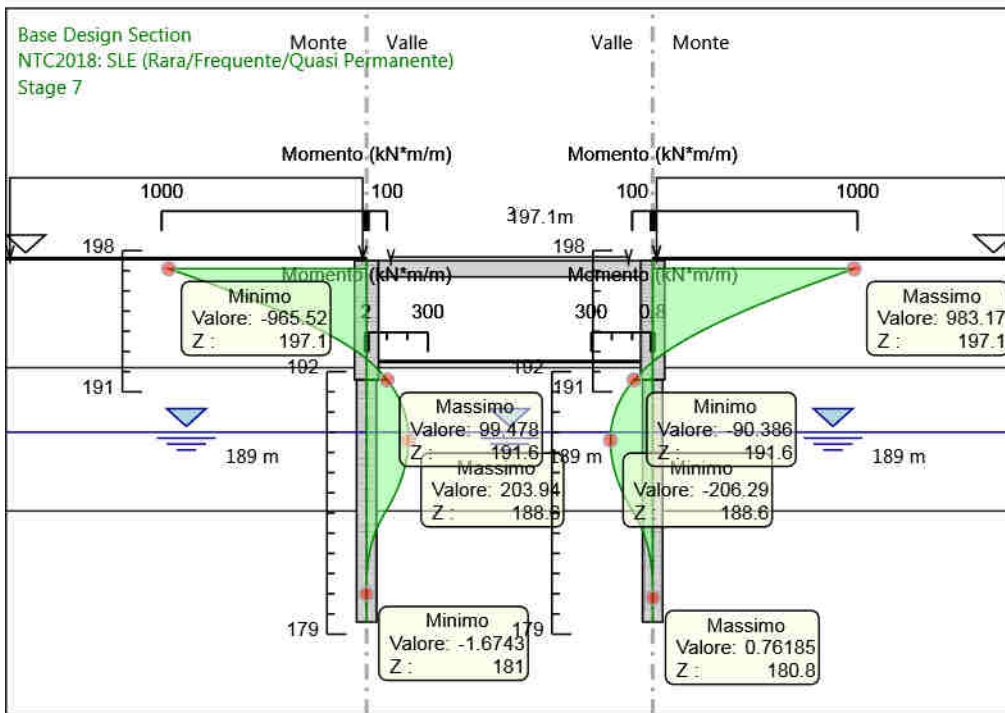 Base Design Section
NTC2018: SLE (Rara/Frequente/Quasi Permanente)
Stage 7
Monte Valle
Valle Monte
Momento (kN*m/m) Momento (kN*m/m)
1000 100 100 1000
197.1m
198 198
Momento (kN*m/m) Momento (kN*m/m)
Minimo
Valore: -965.52
Z : 197.1
Massimo
Valore: 983.17
Z : 197.1
2 300 300 0.8
192 192
191 191
Massimo
Valore: 99.478
Z : 191.6
Minimo
Valore: -90.386
Z : 191.6
189 m 189 m 189 m
Massimo
Valore: 203.94
Z : 188.6
Minimo
Valore: -206.29
Z : 188.6
179 179
Minimo
Valore: -1.6743
Z : 181
Massimo
Valore: 0.76185
Z : 180.8